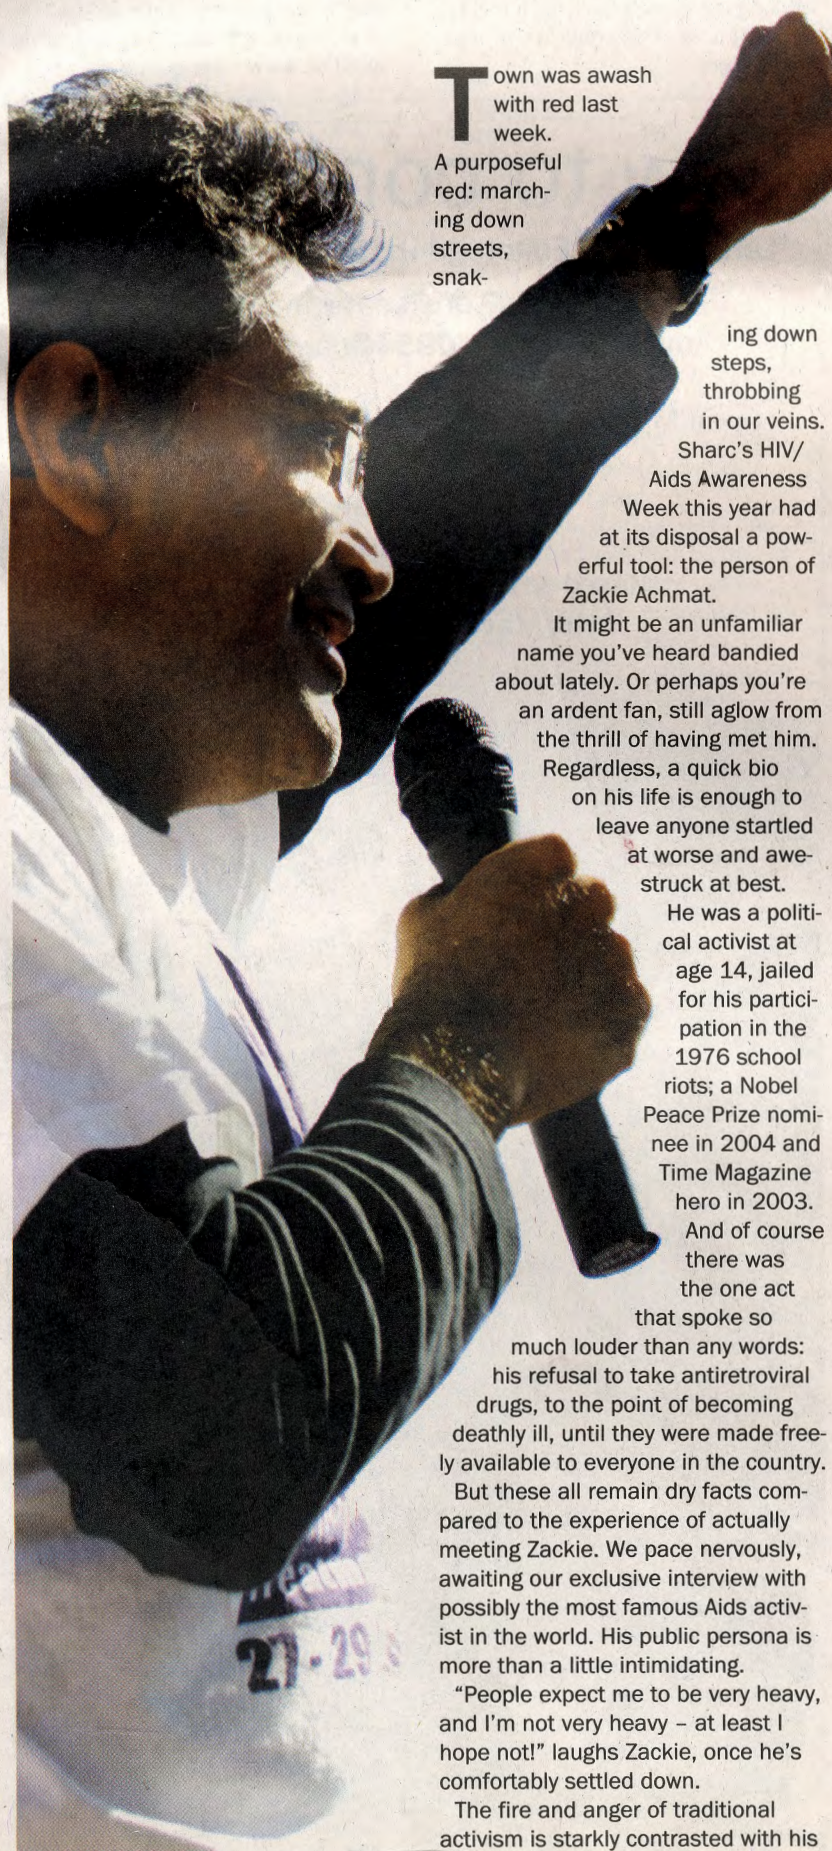 Town was awash
with red last
week.
A purposeful
red: march-
ing down
streets,
snak-
ing down
steps,
throbbing
in our veins.
Sharc's HIV/
Aids Awareness
Week this year had
at its disposal a pow-
erful tool: the person of
Zackie Achmat.
It might be an unfamiliar
name you've heard bandied
about lately. Or perhaps you're
an ardent fan, still aglow from
the thrill of having met him.
Regardless, a quick bio
on his life is enough to
leave anyone startled
at worse and awe-
struck at best.
He was a politi-
cal activist at
age 14, jailed
for his partici-
pation in the
1976 school
riots; a Nobel
Peace Prize nomi-
nee in 2004 and
Time Magazine
hero in 2003.
And of course
there was
the one act
that spoke so
much louder than any words:
his refusal to take antiretroviral
drugs, to the point of becoming
deathly ill, until they were made free-
ly available to everyone in the country.
But these all remain dry facts com-
pared to the experience of actually
meeting Zackie. We pace nervously,
awaiting our exclusive interview with
possibly the most famous Aids activ-
ist in the world. His public persona is
more than a little intimidating.
"People expect me to be very heavy,
and I'm not very heavy – at least I
hope not!" laughs Zackie, once he's
comfortably settled down.
The fire and anger of traditional
activism is starkly contrasted with his
27-29